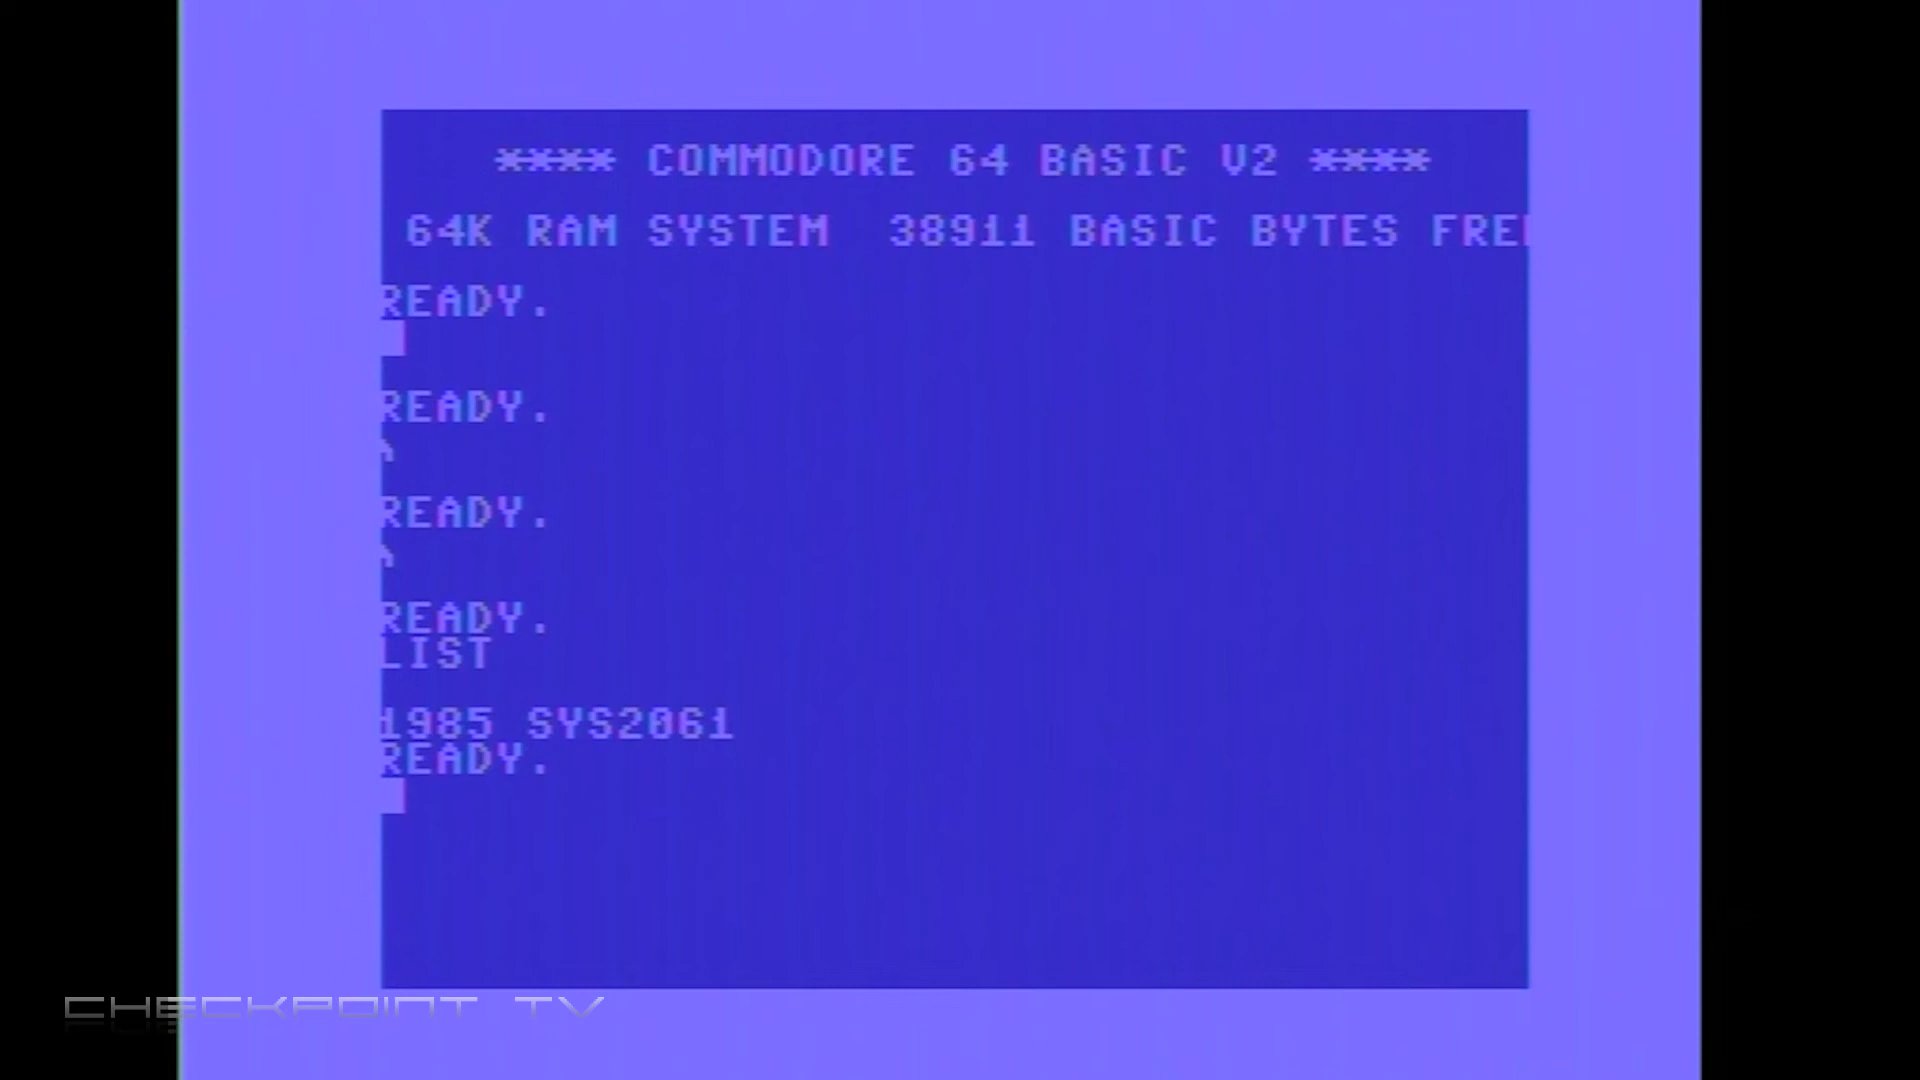 **** COMMODORE 64 BASIC V2 ****
64K RAM SYSTEM  38911 BASIC BYTES FREE
READY.
READY.
READY.
READY.
LIST
1985 SYS2061
READY.
CHECKPOINT TV